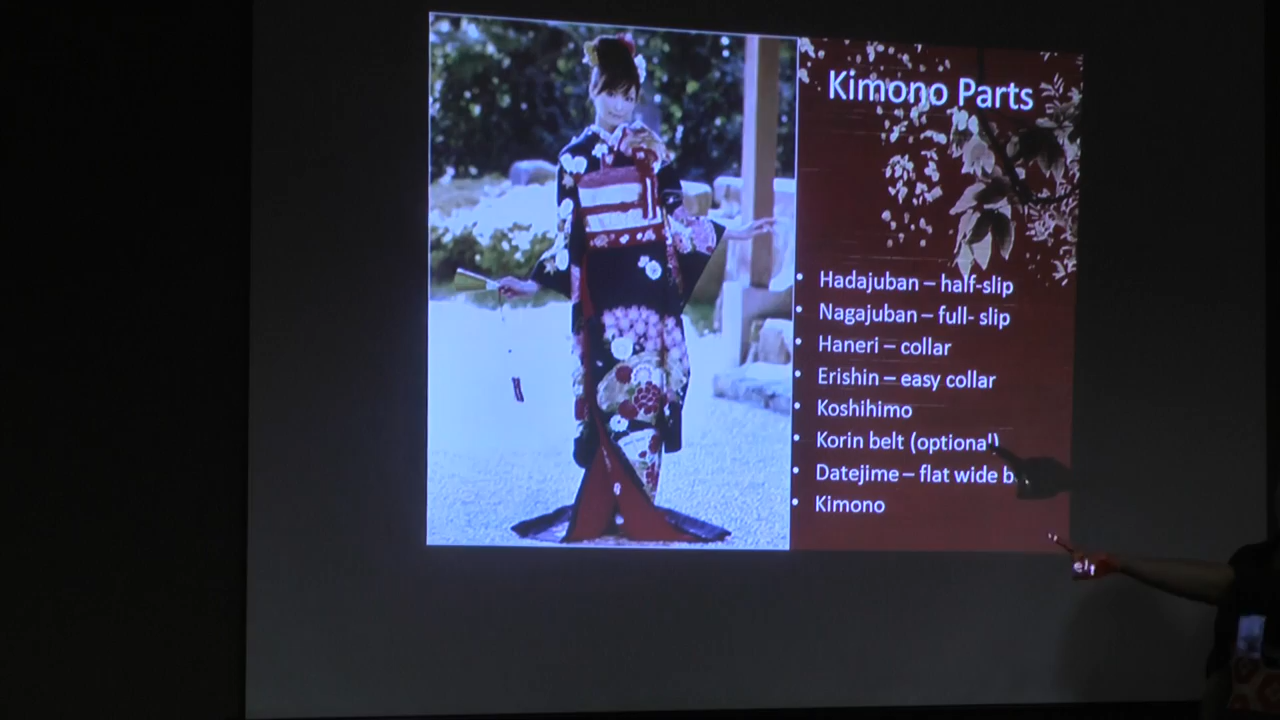 Kimono Parts
• Hadajuban – half-slip
• Nagajuban – full- slip
• Haneri – collar
• Erishin – easy collar
• Koshihimo
• Korin belt (optional)
• Datejime – flat wide
• Kimono